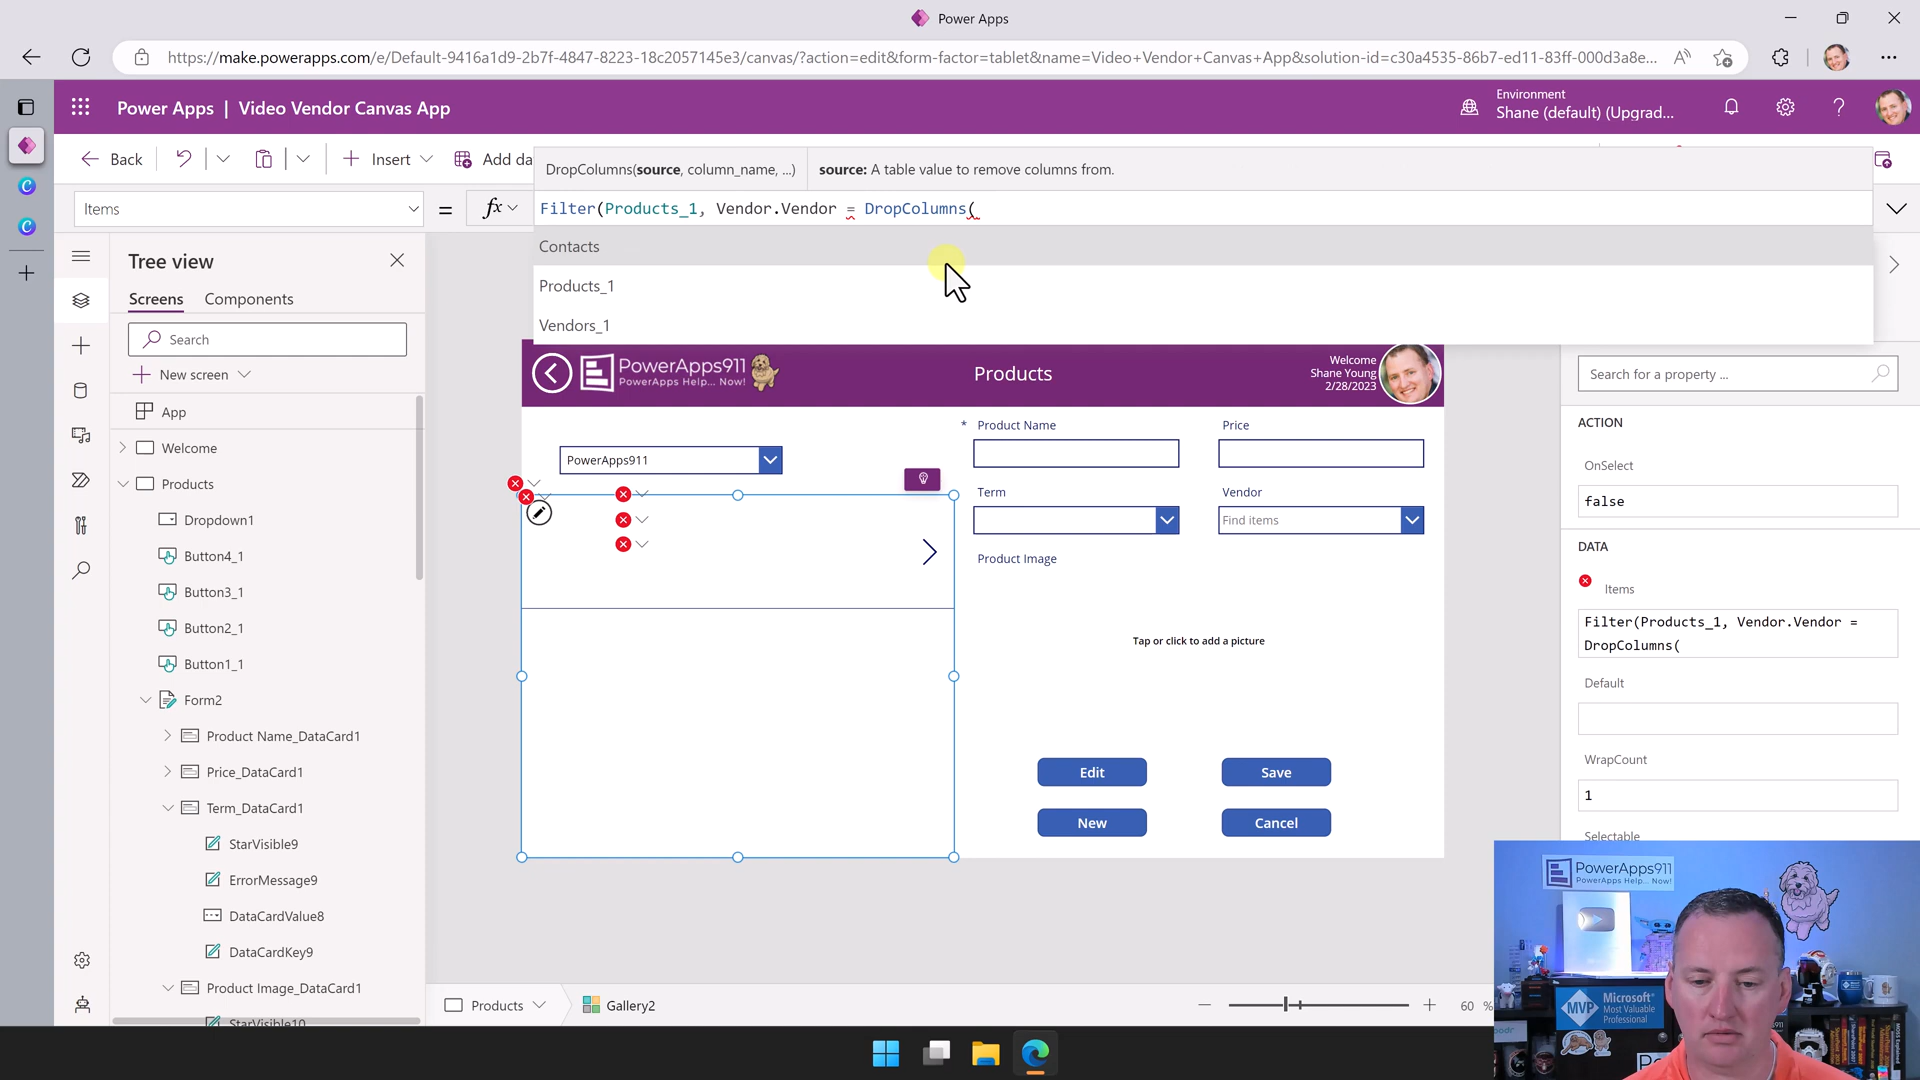 Power Apps
https://make.powerapps.com/e/Default-9416a1d9-2b7f-4847-8223-18c2057145e3/canvas/?action=edit&form-factor=tablet&name=Video+Vendor+Canvas+App&solution-id=c30a4535-86b7-ed11-83ff-000d3a8e...
Power Apps | Video Vendor Canvas App
Environment
Shane (default) (Upgrad...
Back
Insert
Add da
DropColumns(source, column_name, ...)
source: A table value to remove columns from.
Items
= fx
Filter(Products_1, Vendor.Vendor = DropColumns(
Contacts
Products_1
Vendors_1
Tree view
Screens
Components
Search
New screen
App
Welcome
Products
Dropdown1
Button4_1
Button3_1
Button2_1
Button1_1
Form2
Product Name_DataCard1
Price_DataCard1
Term_DataCard1
StarVisible9
ErrorMessage9
DataCardValue8
DataCardKey9
Product Image_DataCard1
StarVisible10
PowerApps911
PowerApps Help... Now!
Products
Welcome
Shane Young
2/28/2023
PowerApps911
* Product Name
Price
Term
Vendor
Find items
Product Image
Tap or click to add a picture
Edit
Save
New
Cancel
Products
Gallery2
60 %
Search for a property ...
ACTION
OnSelect
false
DATA
Items
Filter(Products_1, Vendor.Vendor =
DropColumns(
Default
WrapCount
1
Selectable
PowerApps911
PowerApps Help... Now!
MVP
Microsoft
Most Valuable
Professional